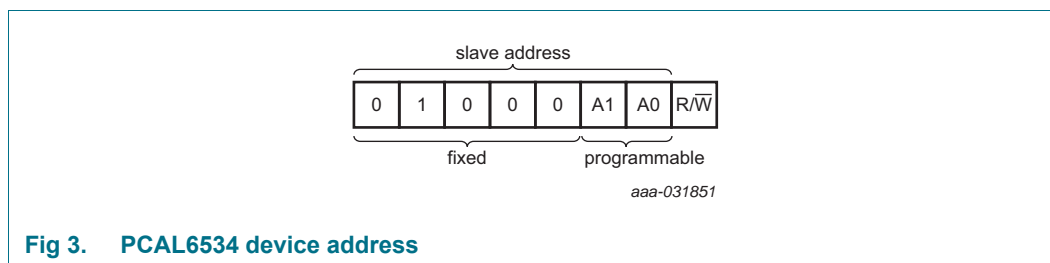 slave address
0 1 0 0 0 A1 A0 R/W̅
fixed programmable
aaa-031851
Fig 3. PCAL6534 device address